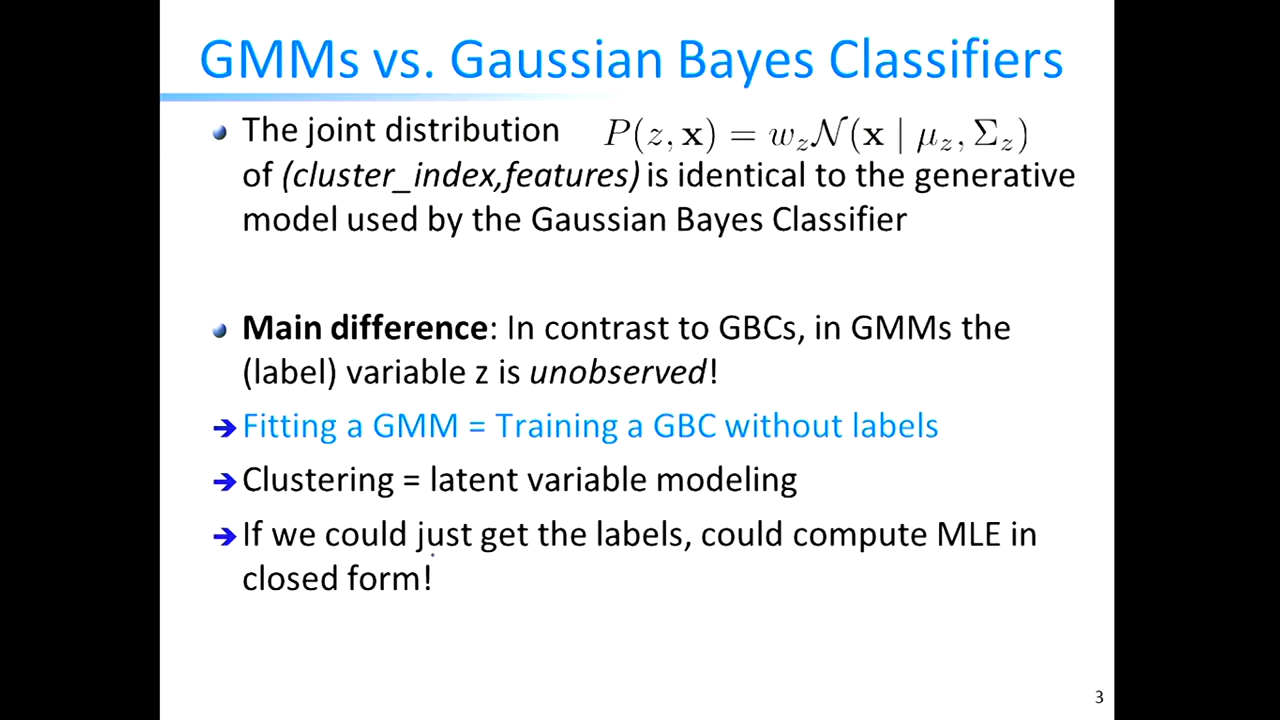 GMMs vs. Gaussian Bayes Classifiers
The joint distribution P(z, x) = w_z 𝒩(x | μ_z, Σ_z)
of (cluster_index,features) is identical to the generative
model used by the Gaussian Bayes Classifier
Main difference: In contrast to GBCs, in GMMs the
(label) variable z is unobserved!
➔ Fitting a GMM = Training a GBC without labels
➔ Clustering = latent variable modeling
➔ If we could just get the labels, could compute MLE in
closed form!
3